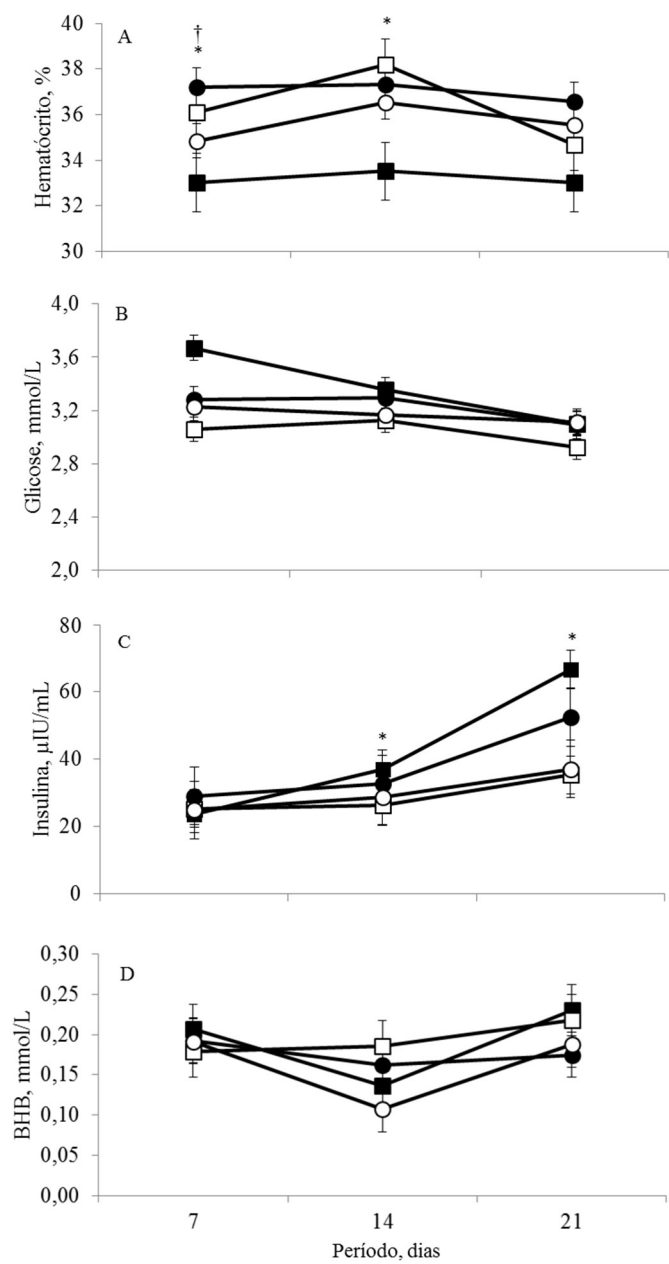 A
†
*
*
Hematócrito, %
40
38
36
34
32
30
B
Glicose, mmol/L
4,0
3,6
3,2
2,8
2,4
2,0
C
*
*
Insulina, µIU/mL
80
60
40
20
0
D
BHB, mmol/L
0,30
0,25
0,20
0,15
0,10
0,05
0,00
7 14 21
Período, dias